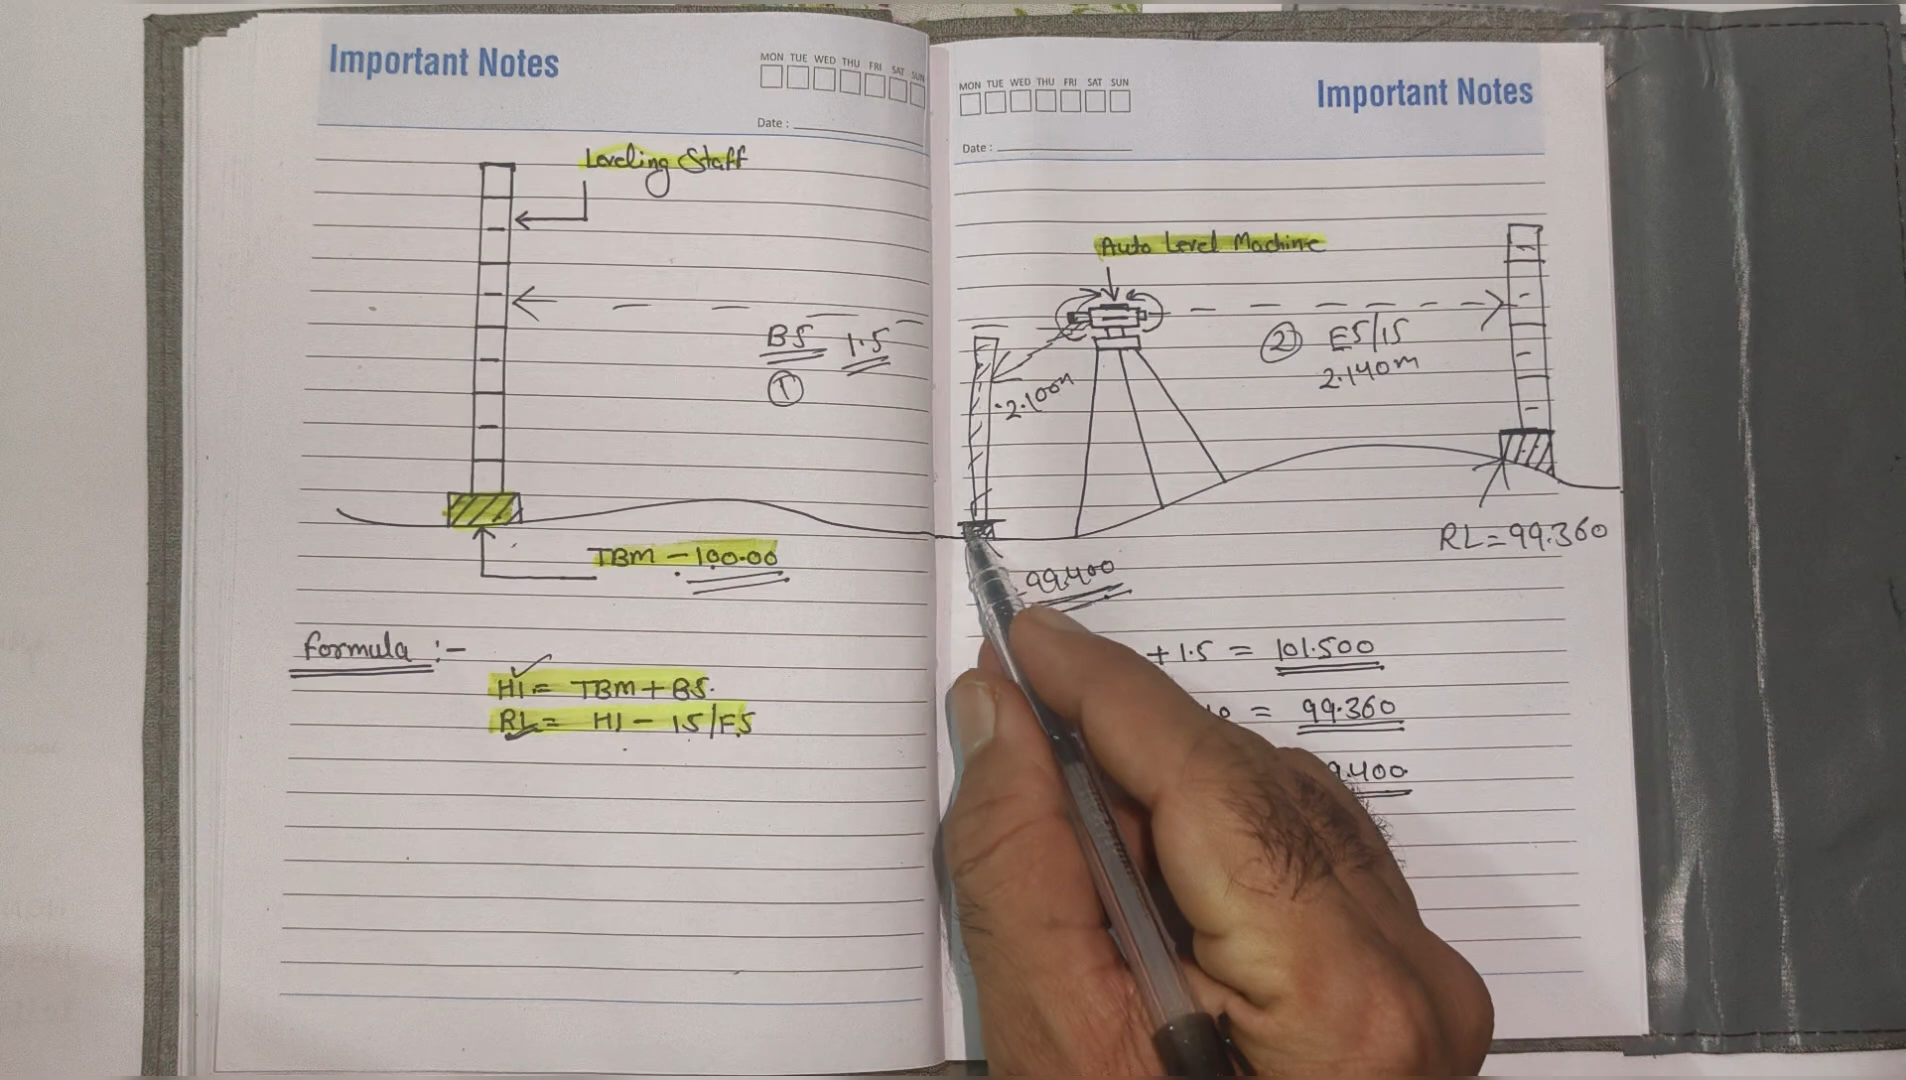 Important Notes
MON TUE WED THU FRI SAT SUN
Date :
Leveling Staff
BS 1.5
1
TBM - 100.00
Formula :-
HI = TBM + BS.
RL = HI - IS/FS
MON TUE WED THU FRI SAT SUN
Important Notes
Date :
Auto Level Machine
2 FS/IS
2.140m
2.100m
RL = 99.360
99.400
+ 1.5 = 101.500
= 99.360
9.400